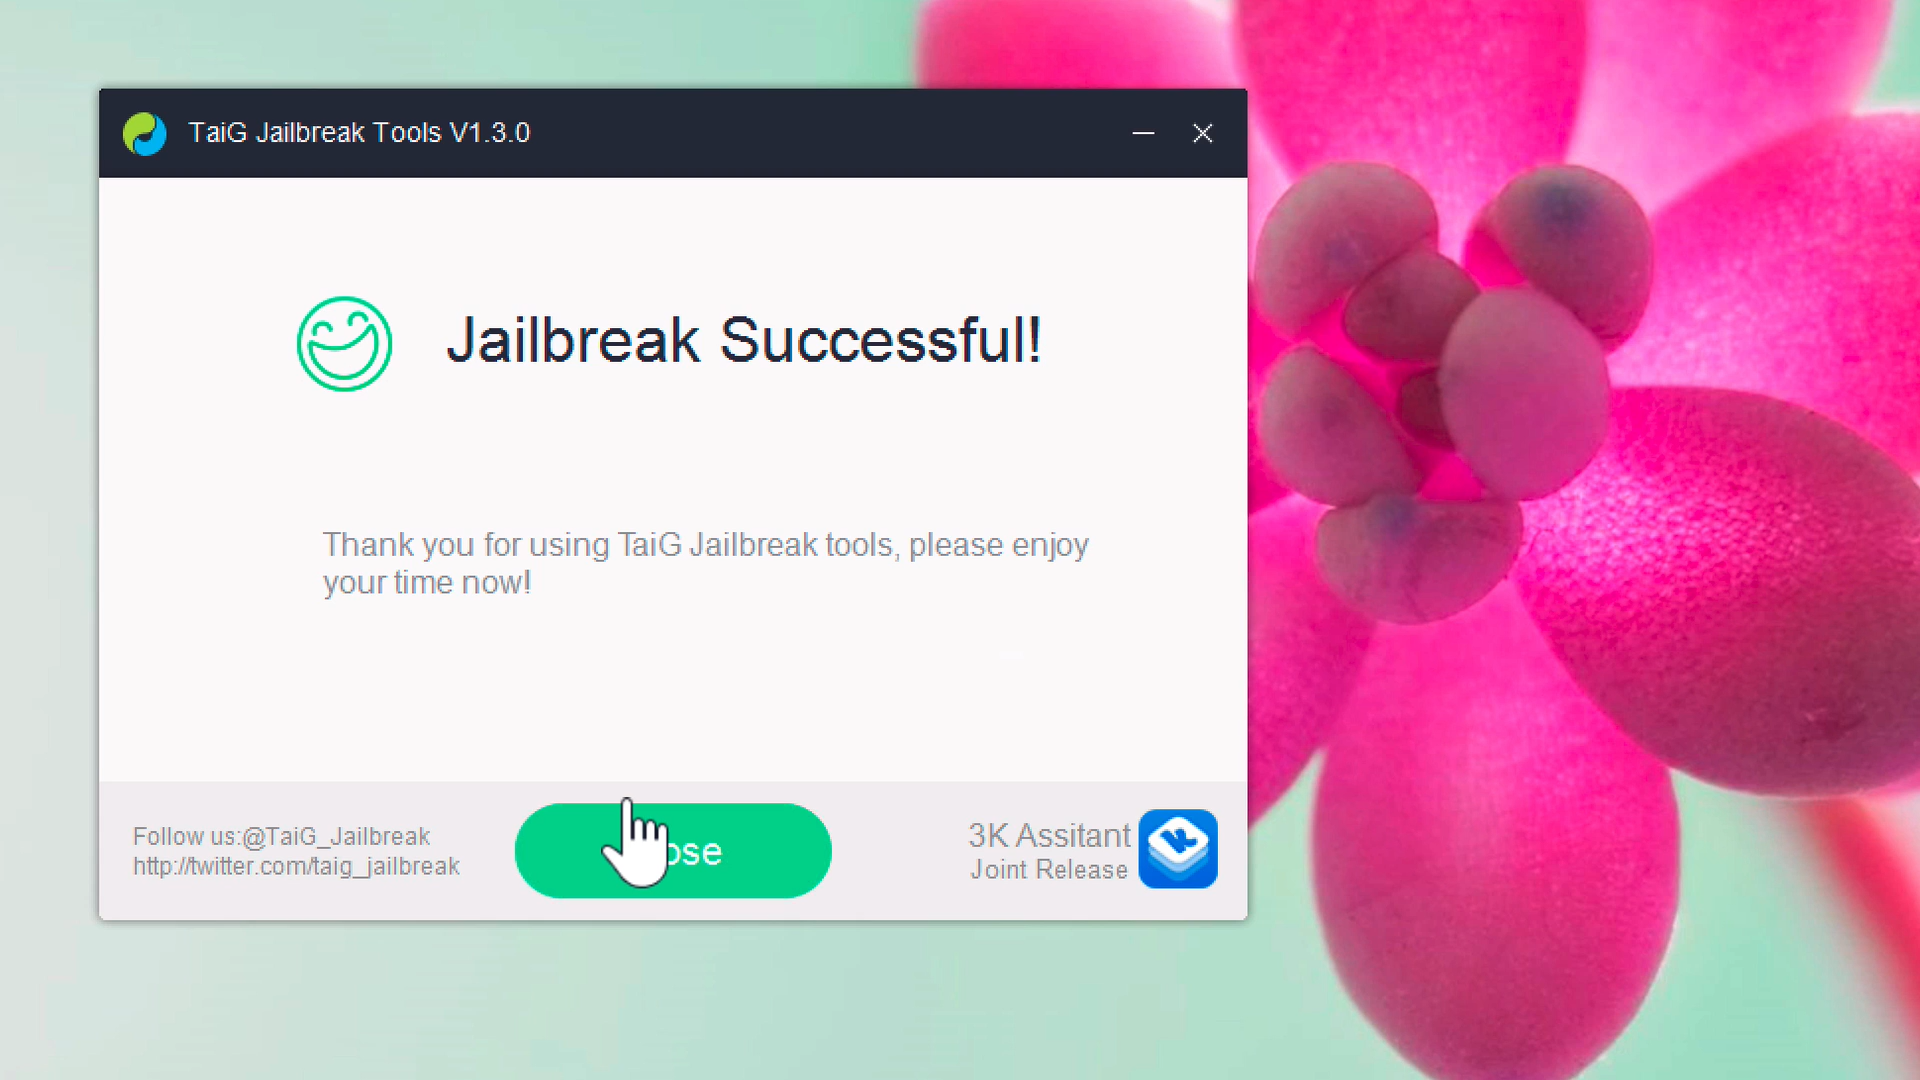 TaiG Jailbreak Tools V1.3.0
Jailbreak Successful!
Thank you for using TaiG Jailbreak tools, please enjoy
your time now!
Follow us:@TaiG_Jailbreak
http://twitter.com/taig_jailbreak
ose
3K Assitant
Joint Release